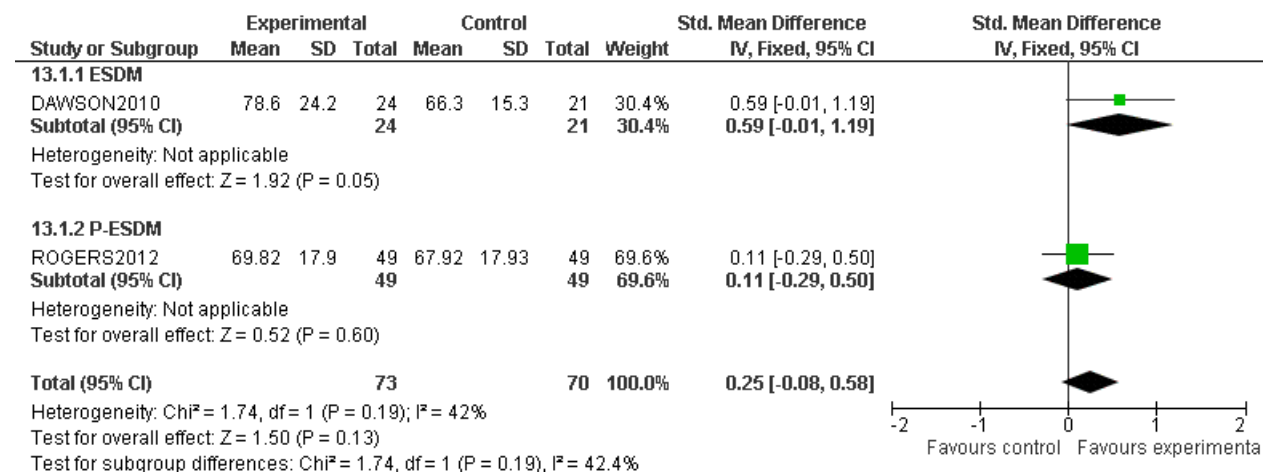 Experimental Control Std. Mean Difference Std. Mean Difference
Study or Subgroup Mean SD Total Mean SD Total Weight IV, Fixed, 95% CI IV, Fixed, 95% CI
13.1.1 ESDM
DAWSON2010 78.6 24.2 24 66.3 15.3 21 30.4% 0.59 [-0.01, 1.19]
Subtotal (95% CI) 24 21 30.4% 0.59 [-0.01, 1.19]
Heterogeneity: Not applicable
Test for overall effect: Z = 1.92 (P = 0.05)
13.1.2 P-ESDM
ROGERS2012 69.82 17.9 49 67.92 17.93 49 69.6% 0.11 [-0.29, 0.50]
Subtotal (95% CI) 49 49 69.6% 0.11 [-0.29, 0.50]
Heterogeneity: Not applicable
Test for overall effect: Z = 0.52 (P = 0.60)
Total (95% CI) 73 70 100.0% 0.25 [-0.08, 0.58]
Heterogeneity: Chi² = 1.74, df = 1 (P = 0.19); I² = 42%
Test for overall effect: Z = 1.50 (P = 0.13)
Test for subgroup differences: Chi² = 1.74, df = 1 (P = 0.19), I² = 42.4%
-2 -1 0 1 2
Favours control Favours experimenta